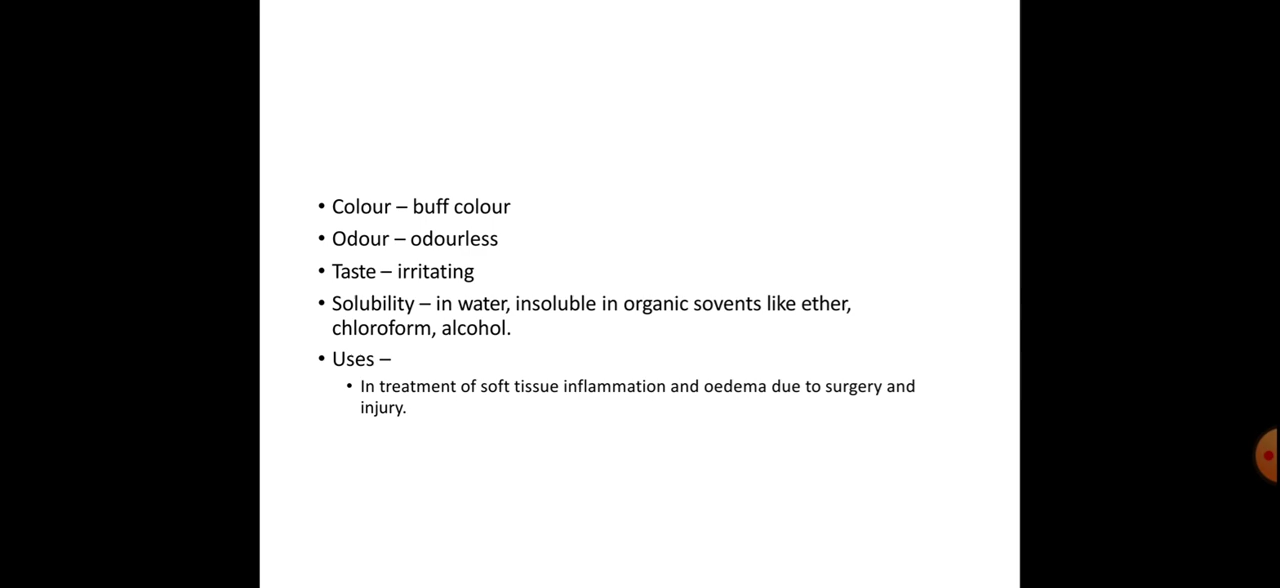 • Colour – buff colour
• Odour – odourless
• Taste – irritating
• Solubility – in water, insoluble in organic sovents like ether,
chloroform, alcohol.
• Uses –
• In treatment of soft tissue inflammation and oedema due to surgery and
injury.